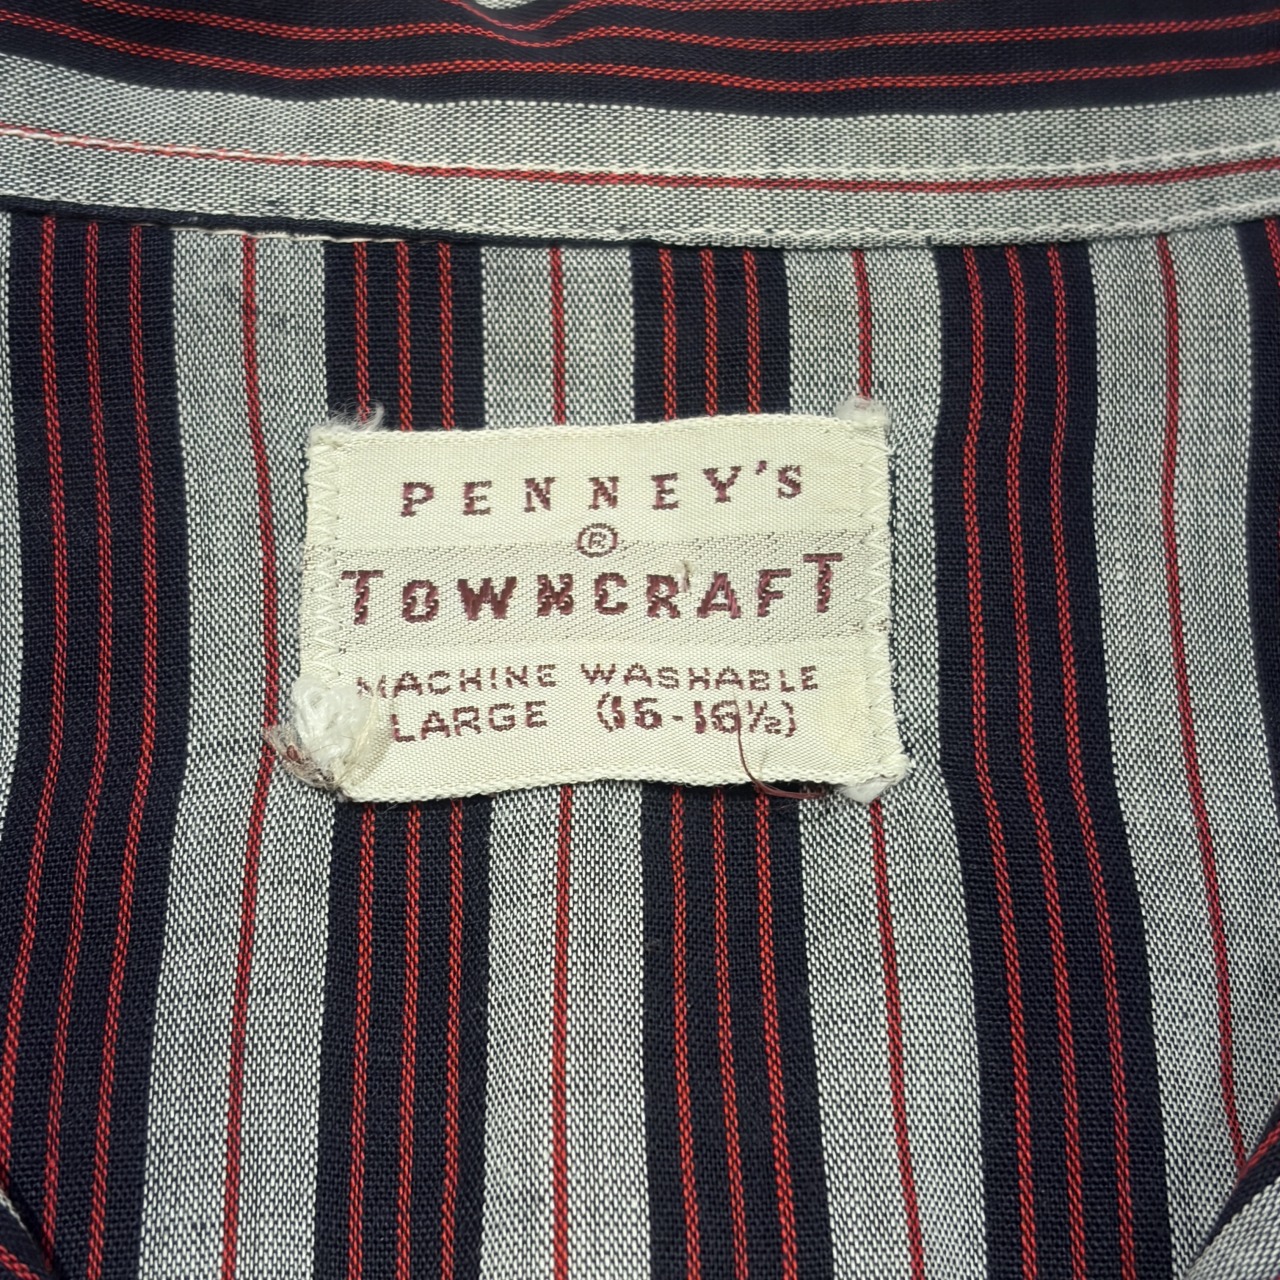 PENNEY'S
®
TOWNCRAFT
MACHINE WASHABLE
LARGE (16-16½)